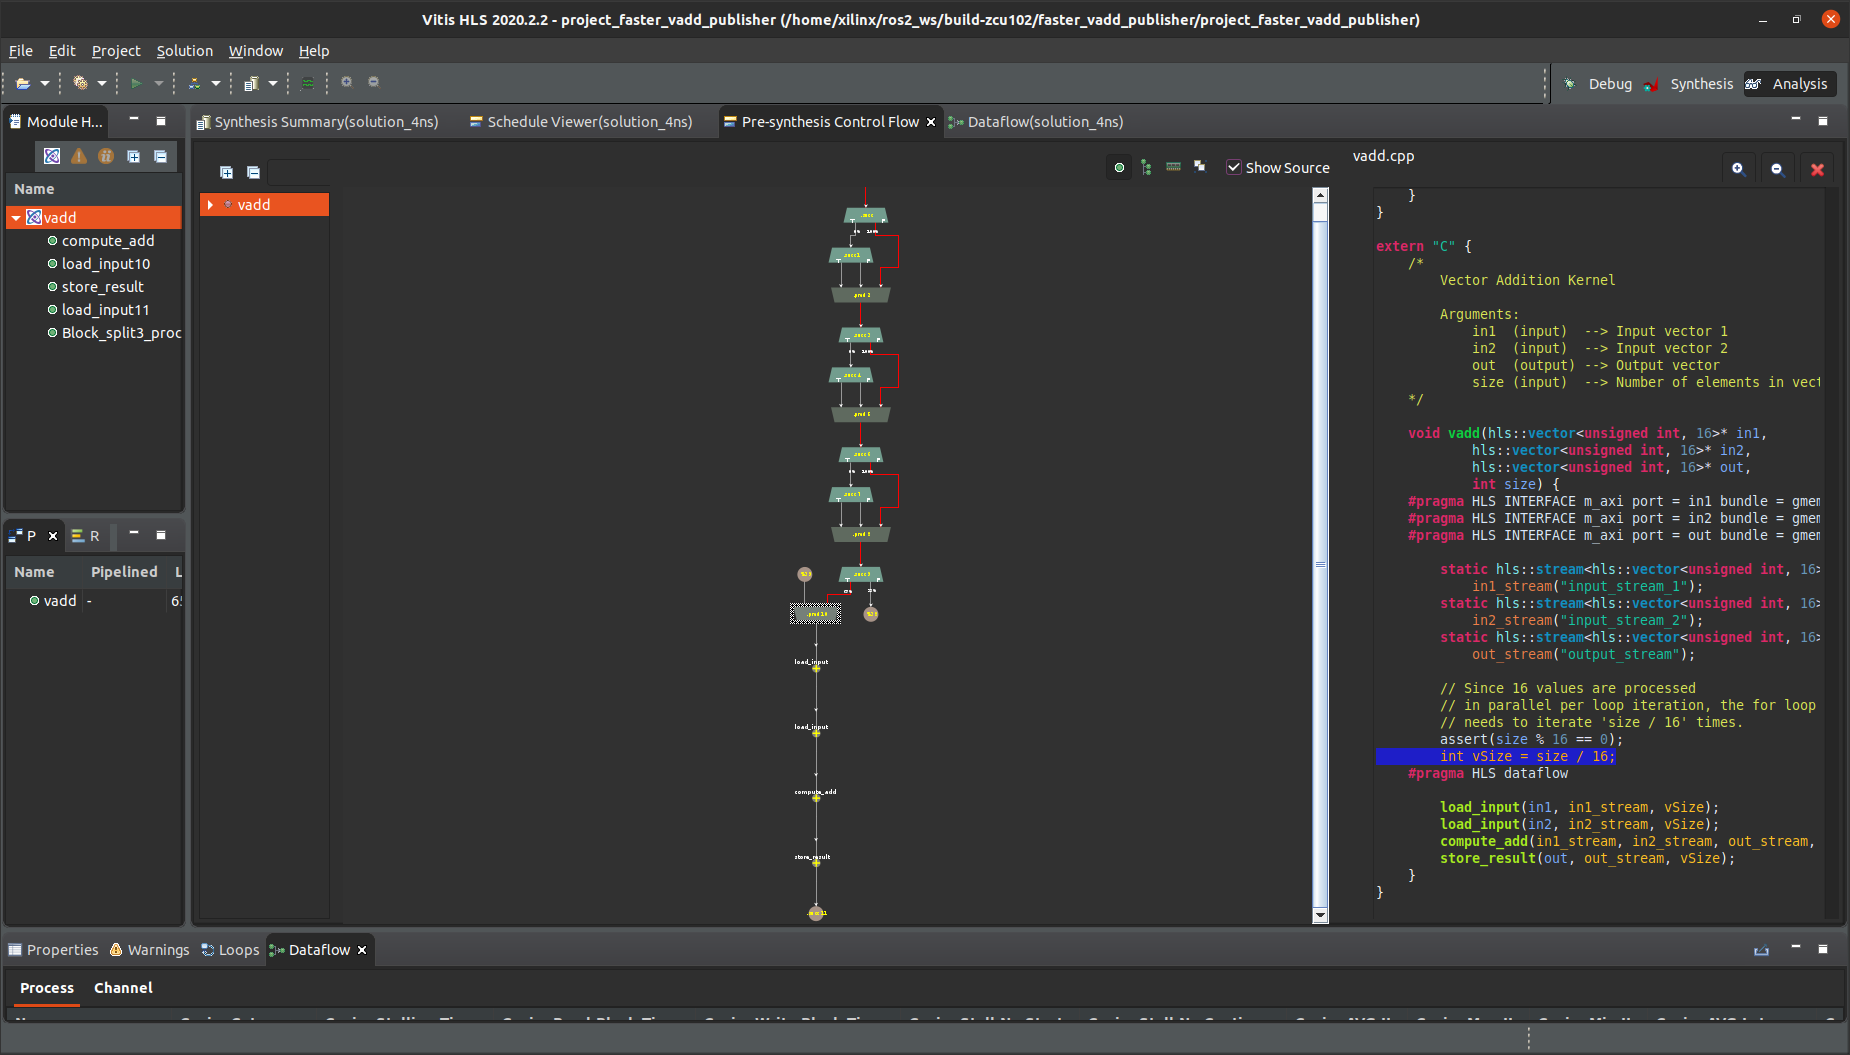 Vitis HLS 2020.2.2 - project_faster_vadd_publisher (/home/xilinx/ros2_ws/build-zcu102/faster_vadd_publisher/project_faster_vadd_publisher)
File Edit Project Solution Window Help
Debug Synthesis Analysis
Module H...
Name
vadd
compute_add
load_input10
store_result
load_input11
Block_split3_proc
P R
Name Pipelined L
vadd -
Synthesis Summary(solution_4ns) Schedule Viewer(solution_4ns) Pre-synthesis Control Flow Dataflow(solution_4ns)
Show Source
vadd
load_input
load_input
compute_add
store_result
vadd.cpp
}
}
extern "C" {
/*
Vector Addition Kernel
Arguments:
in1 (input) --> Input vector 1
in2 (input) --> Input vector 2
out (output) --> Output vector
size (input) --> Number of elements in vect
*/
void vadd(hls::vector<unsigned int, 16>* in1,
hls::vector<unsigned int, 16>* in2,
hls::vector<unsigned int, 16>* out,
int size) {
#pragma HLS INTERFACE m_axi port = in1 bundle = gmem
#pragma HLS INTERFACE m_axi port = in2 bundle = gmem
#pragma HLS INTERFACE m_axi port = out bundle = gmem
static hls::stream<hls::vector<unsigned int, 16>
in1_stream("input_stream_1");
static hls::stream<hls::vector<unsigned int, 16>
in2_stream("input_stream_2");
static hls::stream<hls::vector<unsigned int, 16>
out_stream("output_stream");
// Since 16 values are processed
// in parallel per loop iteration, the for loop
// needs to iterate 'size / 16' times.
assert(size % 16 == 0);
int vSize = size / 16;
#pragma HLS dataflow
load_input(in1, in1_stream, vSize);
load_input(in2, in2_stream, vSize);
compute_add(in1_stream, in2_stream, out_stream,
store_result(out, out_stream, vSize);
}
}
Properties Warnings Loops Dataflow
Process Channel